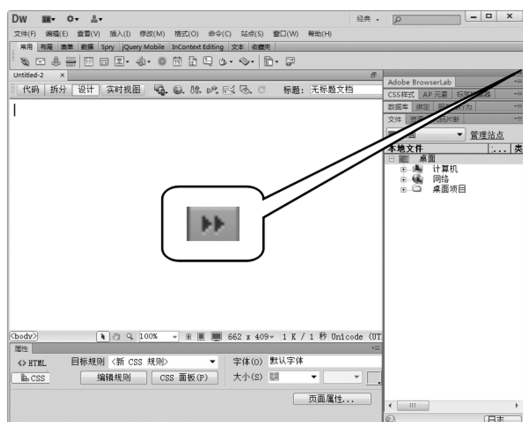 Dw 经典
文件(F) 编辑(E) 查看(V) 插入(I) 修改(M) 格式(O) 命令(C) 站点(S) 窗口(W) 帮助(H)
常用 布局 表单 数据 Spry jQuery Mobile InContext Editing 文本 收藏夹
Untitled-2 ×
代码 拆分 设计 实时视图 标题: 无标题文档
Adobe BrowserLab
CSS样式 AP 元素
数据库 绑定
文件
管理站点
本地文件
桌面
计算机
网络
桌面项目
<body> 100% 662 x 409 1 K / 1 秒 Unicode (UT
属性
<> HTML 目标规则 <新 CSS 规则> 字体(O) 默认字体
CSS 编辑规则 CSS 面板(P) 大小(S)
页面属性...
日志